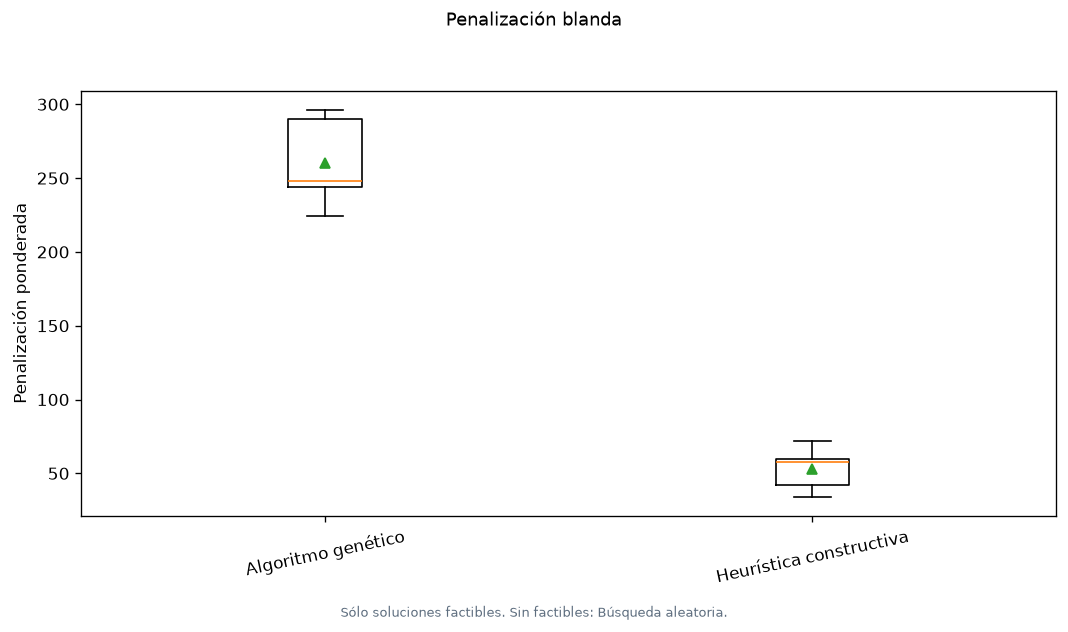 Penalización blanda
Penalización ponderada
300
250
200
150
100
50
Algoritmo genético
Heurística constructiva
Sólo soluciones factibles. Sin factibles: Búsqueda aleatoria.